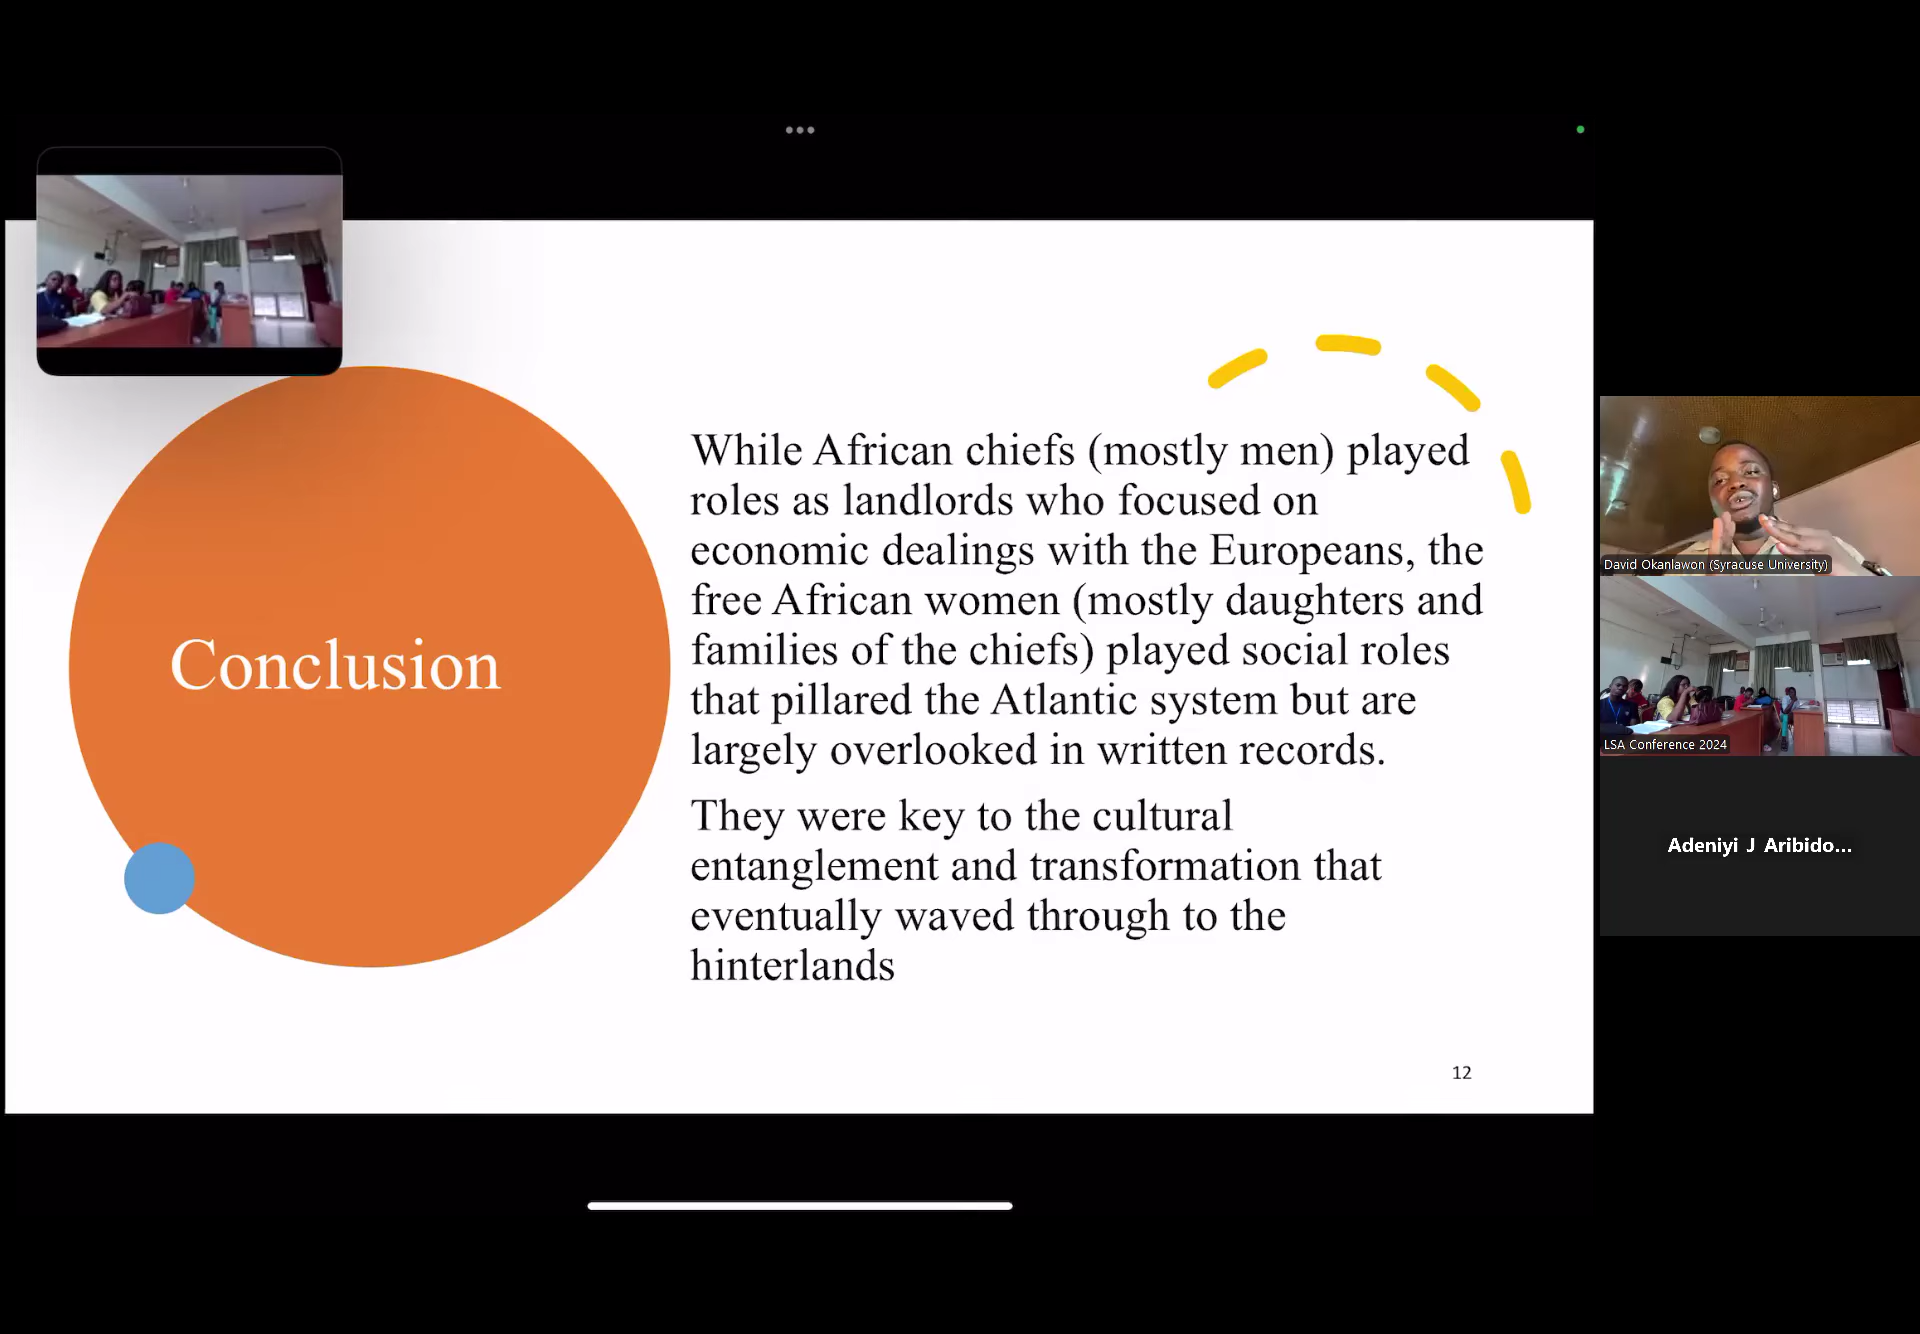 Conclusion
While African chiefs (mostly men) played
roles as landlords who focused on
economic dealings with the Europeans, the
free African women (mostly daughters and
families of the chiefs) played social roles
that pillared the Atlantic system but are
largely overlooked in written records.
They were key to the cultural
entanglement and transformation that
eventually waved through to the
hinterlands
12
David Okanlawon (Syracuse University)
LSA Conference 2024
Adeniyi J Aribido...